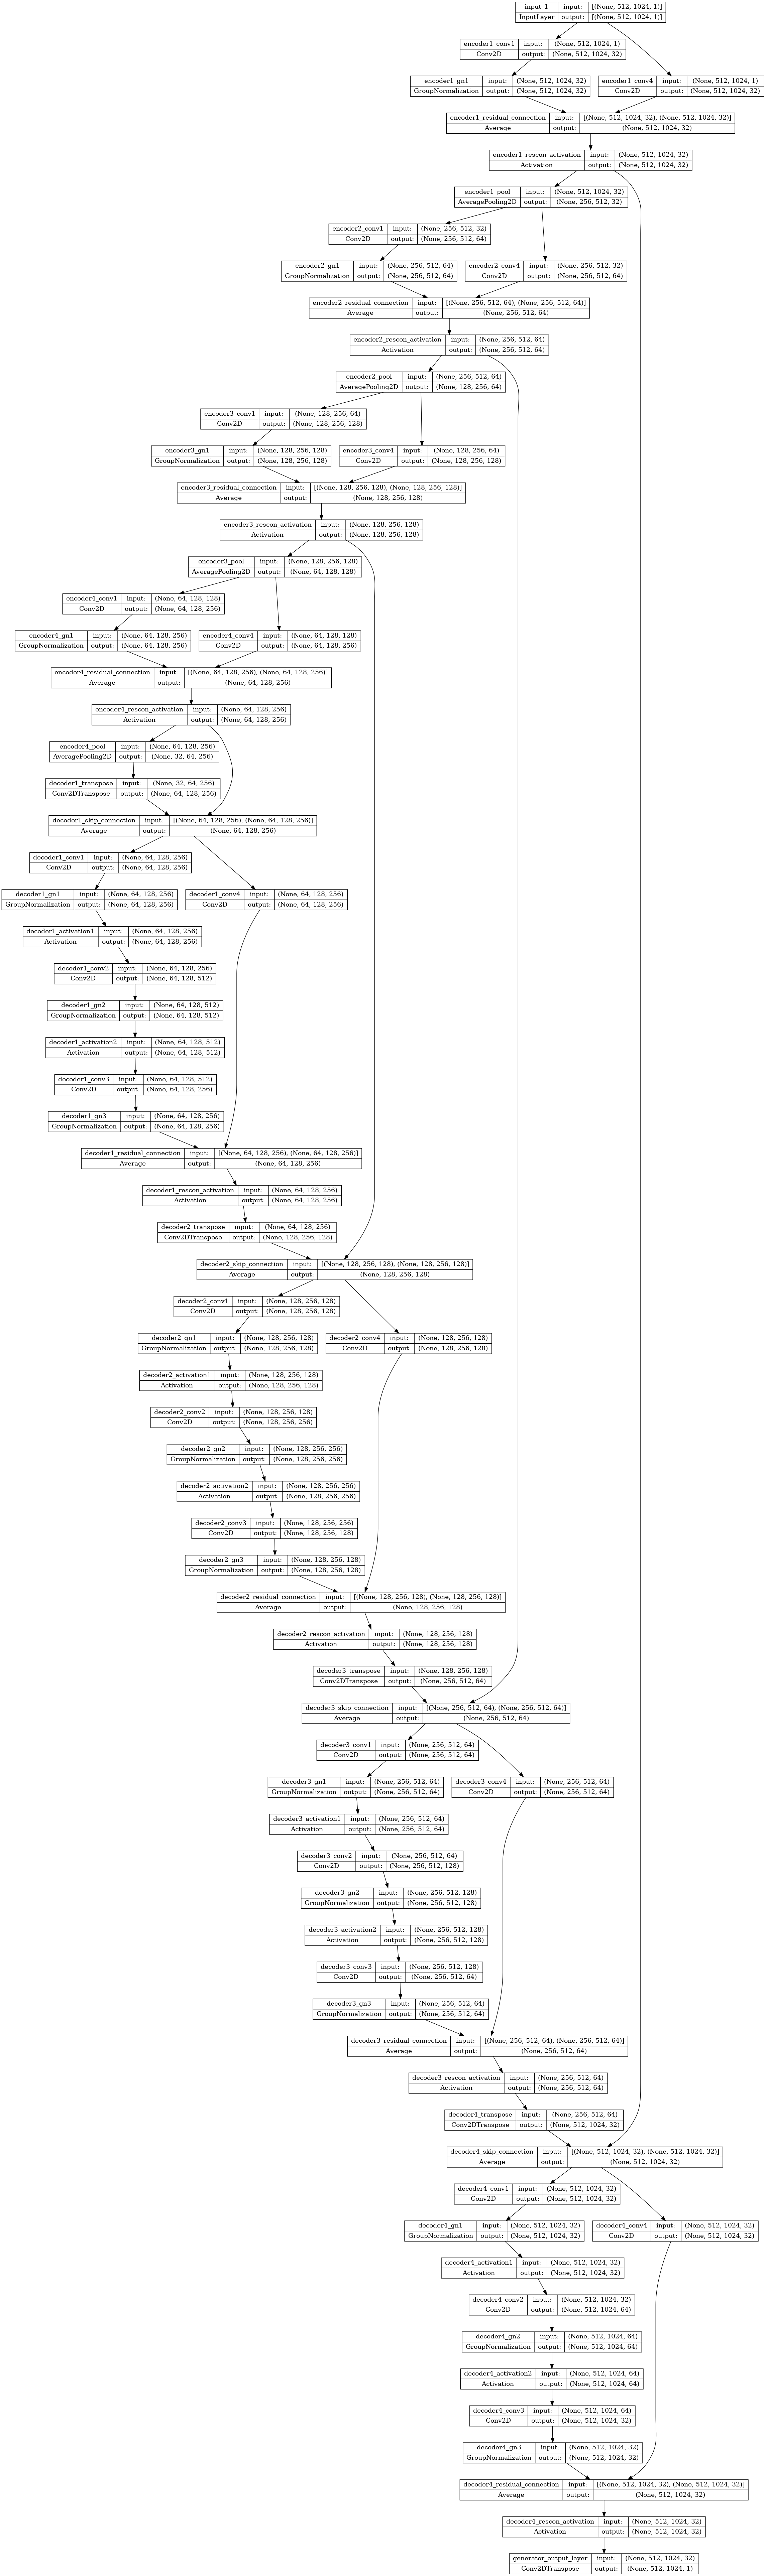 input_1 input: [(None, 512, 1024, 1)]
InputLayer output: [(None, 512, 1024, 1)]
encoder1_conv1 input: (None, 512, 1024, 1)
Conv2D output: (None, 512, 1024, 32)
encoder1_gn1 input: (None, 512, 1024, 32)
GroupNormalization output: (None, 512, 1024, 32)
encoder1_conv4 input: (None, 512, 1024, 1)
Conv2D output: (None, 512, 1024, 32)
encoder1_residual_connection input: [(None, 512, 1024, 32), (None, 512, 1024, 32)]
Average output: (None, 512, 1024, 32)
encoder1_rescon_activation input: (None, 512, 1024, 32)
Activation output: (None, 512, 1024, 32)
encoder1_pool input: (None, 512, 1024, 32)
AveragePooling2D output: (None, 256, 512, 32)
encoder2_conv1 input: (None, 256, 512, 32)
Conv2D output: (None, 256, 512, 64)
encoder2_gn1 input: (None, 256, 512, 64)
GroupNormalization output: (None, 256, 512, 64)
encoder2_conv4 input: (None, 256, 512, 32)
Conv2D output: (None, 256, 512, 64)
encoder2_residual_connection input: [(None, 256, 512, 64), (None, 256, 512, 64)]
Average output: (None, 256, 512, 64)
encoder2_rescon_activation input: (None, 256, 512, 64)
Activation output: (None, 256, 512, 64)
encoder2_pool input: (None, 256, 512, 64)
AveragePooling2D output: (None, 128, 256, 64)
encoder3_conv1 input: (None, 128, 256, 64)
Conv2D output: (None, 128, 256, 128)
encoder3_gn1 input: (None, 128, 256, 128)
GroupNormalization output: (None, 128, 256, 128)
encoder3_conv4 input: (None, 128, 256, 64)
Conv2D output: (None, 128, 256, 128)
encoder3_residual_connection input: [(None, 128, 256, 128), (None, 128, 256, 128)]
Average output: (None, 128, 256, 128)
encoder3_rescon_activation input: (None, 128, 256, 128)
Activation output: (None, 128, 256, 128)
encoder3_pool input: (None, 128, 256, 128)
AveragePooling2D output: (None, 64, 128, 128)
encoder4_conv1 input: (None, 64, 128, 128)
Conv2D output: (None, 64, 128, 256)
encoder4_gn1 input: (None, 64, 128, 256)
GroupNormalization output: (None, 64, 128, 256)
encoder4_conv4 input: (None, 64, 128, 128)
Conv2D output: (None, 64, 128, 256)
encoder4_residual_connection input: [(None, 64, 128, 256), (None, 64, 128, 256)]
Average output: (None, 64, 128, 256)
encoder4_rescon_activation input: (None, 64, 128, 256)
Activation output: (None, 64, 128, 256)
encoder4_pool input: (None, 64, 128, 256)
AveragePooling2D output: (None, 32, 64, 256)
decoder1_transpose input: (None, 32, 64, 256)
Conv2DTranspose output: (None, 64, 128, 256)
decoder1_skip_connection input: [(None, 64, 128, 256), (None, 64, 128, 256)]
Average output: (None, 64, 128, 256)
decoder1_conv1 input: (None, 64, 128, 256)
Conv2D output: (None, 64, 128, 256)
decoder1_gn1 input: (None, 64, 128, 256)
GroupNormalization output: (None, 64, 128, 256)
decoder1_conv4 input: (None, 64, 128, 256)
Conv2D output: (None, 64, 128, 256)
decoder1_activation1 input: (None, 64, 128, 256)
Activation output: (None, 64, 128, 256)
decoder1_conv2 input: (None, 64, 128, 256)
Conv2D output: (None, 64, 128, 512)
decoder1_gn2 input: (None, 64, 128, 512)
GroupNormalization output: (None, 64, 128, 512)
decoder1_activation2 input: (None, 64, 128, 512)
Activation output: (None, 64, 128, 512)
decoder1_conv3 input: (None, 64, 128, 512)
Conv2D output: (None, 64, 128, 256)
decoder1_gn3 input: (None, 64, 128, 256)
GroupNormalization output: (None, 64, 128, 256)
decoder1_residual_connection input: [(None, 64, 128, 256), (None, 64, 128, 256)]
Average output: (None, 64, 128, 256)
decoder1_rescon_activation input: (None, 64, 128, 256)
Activation output: (None, 64, 128, 256)
decoder2_transpose input: (None, 64, 128, 256)
Conv2DTranspose output: (None, 128, 256, 128)
decoder2_skip_connection input: [(None, 128, 256, 128), (None, 128, 256, 128)]
Average output: (None, 128, 256, 128)
decoder2_conv1 input: (None, 128, 256, 128)
Conv2D output: (None, 128, 256, 128)
decoder2_gn1 input: (None, 128, 256, 128)
GroupNormalization output: (None, 128, 256, 128)
decoder2_conv4 input: (None, 128, 256, 128)
Conv2D output: (None, 128, 256, 128)
decoder2_activation1 input: (None, 128, 256, 128)
Activation output: (None, 128, 256, 128)
decoder2_conv2 input: (None, 128, 256, 128)
Conv2D output: (None, 128, 256, 256)
decoder2_gn2 input: (None, 128, 256, 256)
GroupNormalization output: (None, 128, 256, 256)
decoder2_activation2 input: (None, 128, 256, 256)
Activation output: (None, 128, 256, 256)
decoder2_conv3 input: (None, 128, 256, 256)
Conv2D output: (None, 128, 256, 128)
decoder2_gn3 input: (None, 128, 256, 128)
GroupNormalization output: (None, 128, 256, 128)
decoder2_residual_connection input: [(None, 128, 256, 128), (None, 128, 256, 128)]
Average output: (None, 128, 256, 128)
decoder2_rescon_activation input: (None, 128, 256, 128)
Activation output: (None, 128, 256, 128)
decoder3_transpose input: (None, 128, 256, 128)
Conv2DTranspose output: (None, 256, 512, 64)
decoder3_skip_connection input: [(None, 256, 512, 64), (None, 256, 512, 64)]
Average output: (None, 256, 512, 64)
decoder3_conv1 input: (None, 256, 512, 64)
Conv2D output: (None, 256, 512, 64)
decoder3_gn1 input: (None, 256, 512, 64)
GroupNormalization output: (None, 256, 512, 64)
decoder3_conv4 input: (None, 256, 512, 64)
Conv2D output: (None, 256, 512, 64)
decoder3_activation1 input: (None, 256, 512, 64)
Activation output: (None, 256, 512, 64)
decoder3_conv2 input: (None, 256, 512, 64)
Conv2D output: (None, 256, 512, 128)
decoder3_gn2 input: (None, 256, 512, 128)
GroupNormalization output: (None, 256, 512, 128)
decoder3_activation2 input: (None, 256, 512, 128)
Activation output: (None, 256, 512, 128)
decoder3_conv3 input: (None, 256, 512, 128)
Conv2D output: (None, 256, 512, 64)
decoder3_gn3 input: (None, 256, 512, 64)
GroupNormalization output: (None, 256, 512, 64)
decoder3_residual_connection input: [(None, 256, 512, 64), (None, 256, 512, 64)]
Average output: (None, 256, 512, 64)
decoder3_rescon_activation input: (None, 256, 512, 64)
Activation output: (None, 256, 512, 64)
decoder4_transpose input: (None, 256, 512, 64)
Conv2DTranspose output: (None, 512, 1024, 32)
decoder4_skip_connection input: [(None, 512, 1024, 32), (None, 512, 1024, 32)]
Average output: (None, 512, 1024, 32)
decoder4_conv1 input: (None, 512, 1024, 32)
Conv2D output: (None, 512, 1024, 32)
decoder4_gn1 input: (None, 512, 1024, 32)
GroupNormalization output: (None, 512, 1024, 32)
decoder4_conv4 input: (None, 512, 1024, 32)
Conv2D output: (None, 512, 1024, 32)
decoder4_activation1 input: (None, 512, 1024, 32)
Activation output: (None, 512, 1024, 32)
decoder4_conv2 input: (None, 512, 1024, 32)
Conv2D output: (None, 512, 1024, 64)
decoder4_gn2 input: (None, 512, 1024, 64)
GroupNormalization output: (None, 512, 1024, 64)
decoder4_activation2 input: (None, 512, 1024, 64)
Activation output: (None, 512, 1024, 64)
decoder4_conv3 input: (None, 512, 1024, 64)
Conv2D output: (None, 512, 1024, 32)
decoder4_gn3 input: (None, 512, 1024, 32)
GroupNormalization output: (None, 512, 1024, 32)
decoder4_residual_connection input: [(None, 512, 1024, 32), (None, 512, 1024, 32)]
Average output: (None, 512, 1024, 32)
decoder4_rescon_activation input: (None, 512, 1024, 32)
Activation output: (None, 512, 1024, 32)
generator_output_layer input: (None, 512, 1024, 32)
Conv2DTranspose output: (None, 512, 1024, 1)